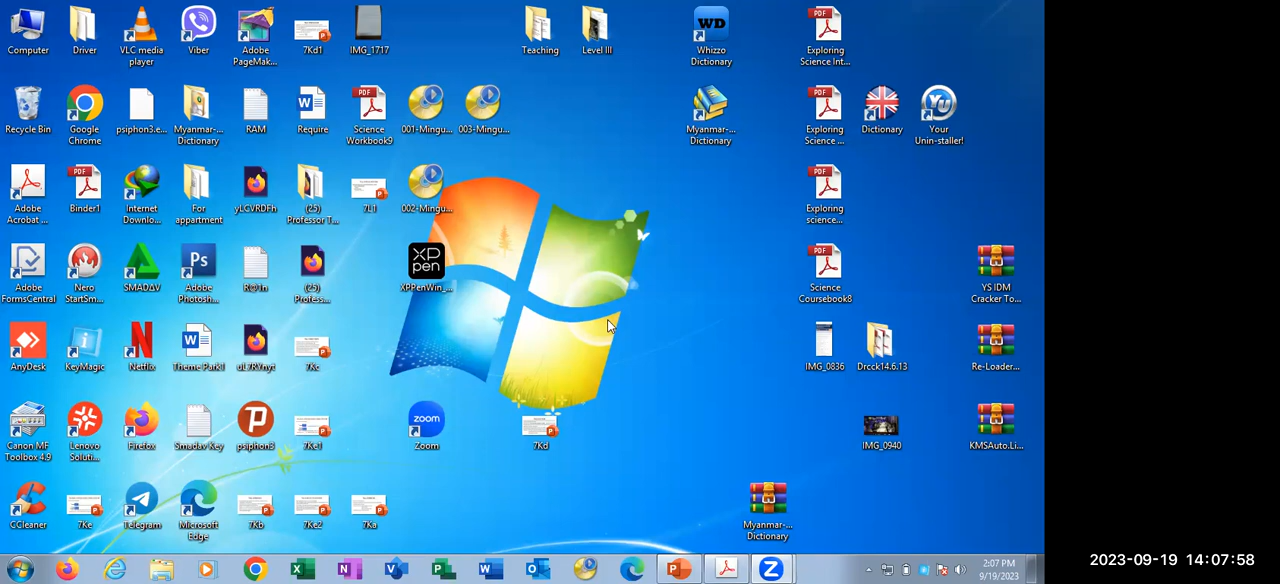 Computer
Driver
VLC media
player
Viber
Adobe
PageMak...
7Kd1
IMG_1717
Teaching
Level III
WD
Whizzo
Dictionary
PDF
Exploring
Science Int...
Recycle Bin
Google
Chrome
psiphon3.e...
Myanmar-...
Dictionary
RAM
Require
PDF
Science
Workbook9
001-Mingu...
003-Mingu...
Myanmar-...
Dictionary
PDF
Exploring
Science ...
Dictionary
YU
Your
Unin-staller!
Adobe
Acrobat ...
PDF
Binder1
Internet
Downlo...
For
appartment
yLCVRDFh
(25)
Professor T...
7L1
002-Mingu...
PDF
Exploring
science...
Adobe
FormsCentral
Nero
StartSm...
SMADΔV
Ps
Adobe
Photosh...
R@1n
(25)
Profess...
XP
pen
XPPenWin_...
PDF
Science
Coursebook8
YS IDM
Cracker To...
AnyDesk
KeyMagic
Netflix
Theme Park1
uL7RYnyt
7Kc
IMG_0836
Drcck14.6.13
Re-Loader...
Canon MF
Toolbox 4.9
Lenovo
Soluti...
Firefox
Smadav Key
psiphon3
7Ke1
zoom
Zoom
7Kd
IMG_0940
KMSAuto.Li...
CCleaner
7Ke
Telegram
Microsoft
Edge
7Kb
7Ke2
7Ka
Myanmar-...
Dictionary
2:07 PM
9/19/2023
2023-09-19 14:07:58